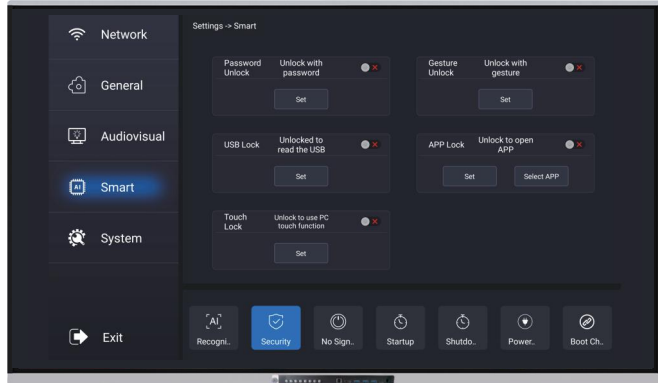 Settings -> Smart
Network
General
Audiovisual
AI
Smart
System
Exit
Password Unlock
Unlock with password
Set
Gesture Unlock
Unlock with gesture
Set
USB Lock
Unlocked to read the USB
Set
APP Lock
Unlock to open APP
Set
Select APP
Touch Lock
Unlock to use PC touch function
Set
AI
Recogni..
Security
No Sign..
Startup
Shutdo..
Power..
Boot Ch..